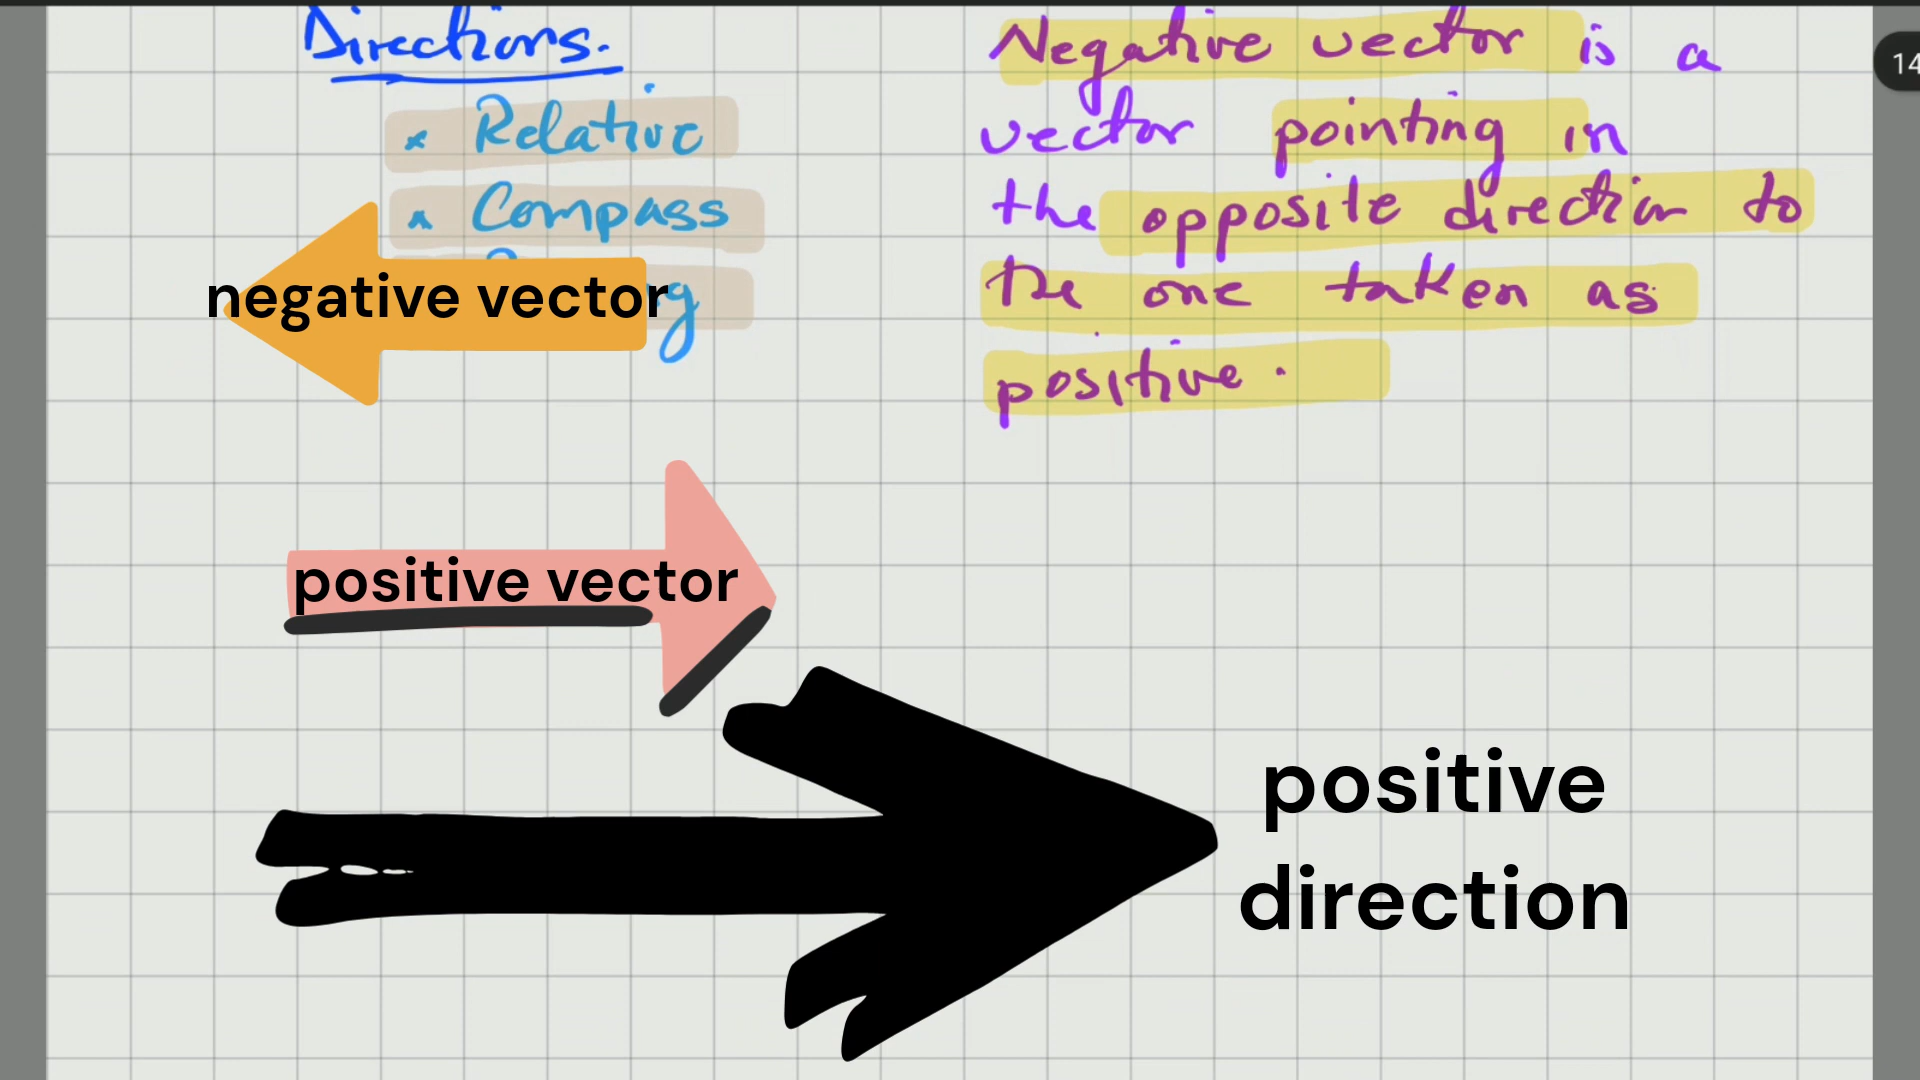 Directions.
× Relative
× Compass
negative vector
Negative vector is a
vector pointing in
the opposite direction to
the one taken as
positive.
positive vector
positive
direction
14